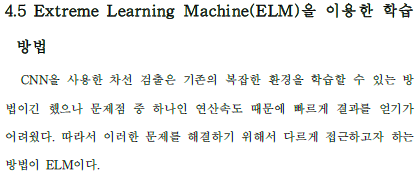 4.5 Extreme Learning Machine(ELM)을 이용한 학습
방법
CNN을 사용한 차선 검출은 기존의 복잡한 환경을 학습할 수 있는 방
법이긴 했으나 문제점 중 하나인 연산속도 때문에 빠르게 결과를 얻기가
어려웠다. 따라서 이러한 문제를 해결하기 위해서 다르게 접근하고자 하는
방법이 ELM이다.